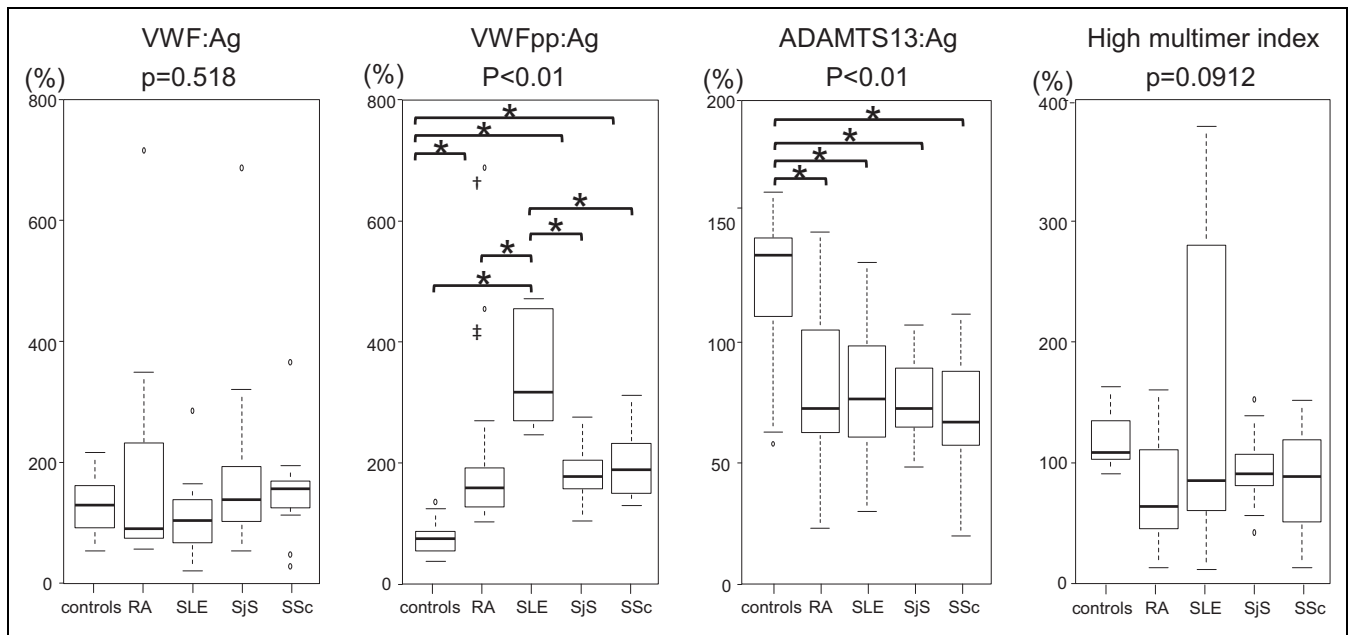 VWF:Ag
(%) p=0.518
800
600
400
200
0
controls RA SLE SjS SSc
VWFpp:Ag
(%) P<0.01
800
600
400
200
0
*
*
*
‡
*
*
*
*
‡
‡
controls RA SLE SjS SSc
ADAMTS13:Ag
(%) P<0.01
200
150
100
50
0
*
*
*
*
controls RA SLE SjS SSc
High multimer index
(%) p=0.0912
400
300
200
100
0
controls RA SLE SjS SSc